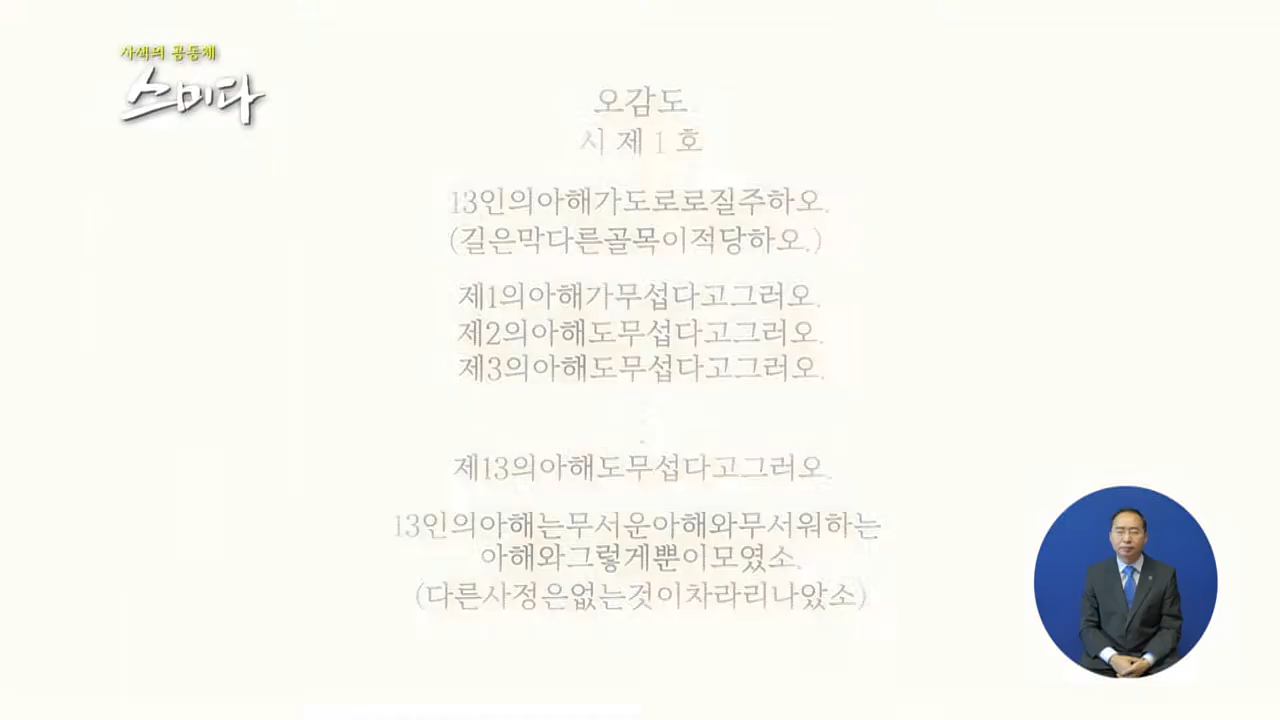 사색의 공동체
스미다
오감도
시 제 1 호
13인의아해가도로로질주하오.
(길은막다른골목이적당하오.)
제1의아해가무섭다고그러오.
제2의아해도무섭다고그러오.
제3의아해도무섭다고그러오.
:
제13의아해도무섭다고그러오.
13인의아해는무서운아해와무서워하는
아해와그렇게뿐이모였소.
(다른사정은없는것이차라리나았소)